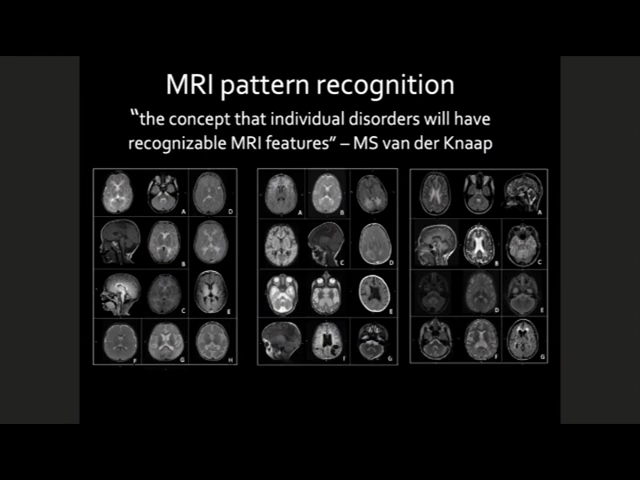 MRI pattern recognition
“the concept that individual disorders will have
recognizable MRI features” – MS van der Knaap
A D
B
C E
F G H
A B
C D
E
F G
A
B C
D E
F G